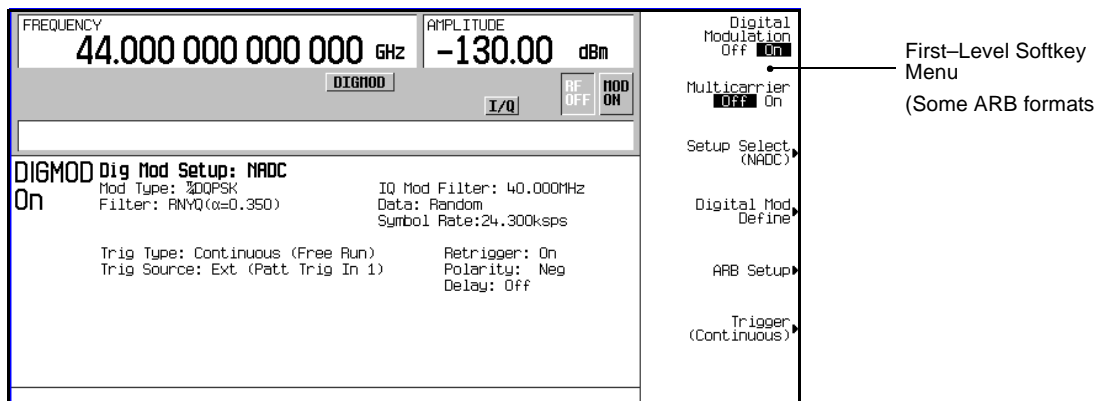 FREQUENCY
44.000 000 000 000 GHz
AMPLITUDE
-130.00 dBm
DIGMOD
I/Q
RF OFF
MOD ON
DIGMOD On
Dig Mod Setup: NADC
Mod Type: π/4DQPSK
Filter: RNYQ(α=0.350)
IQ Mod Filter: 40.000MHz
Data: Random
Symbol Rate:24.300ksps
Trig Type: Continuous (Free Run)
Trig Source: Ext (Patt Trig In 1)
Retrigger: On
Polarity: Neg
Delay: Off
Digital
Modulation
Off On
Multicarrier
Off On
Setup Select
(NADC)
Digital Mod
Define
ARB Setup
Trigger
(Continuous)
First–Level Softkey
Menu
(Some ARB formats